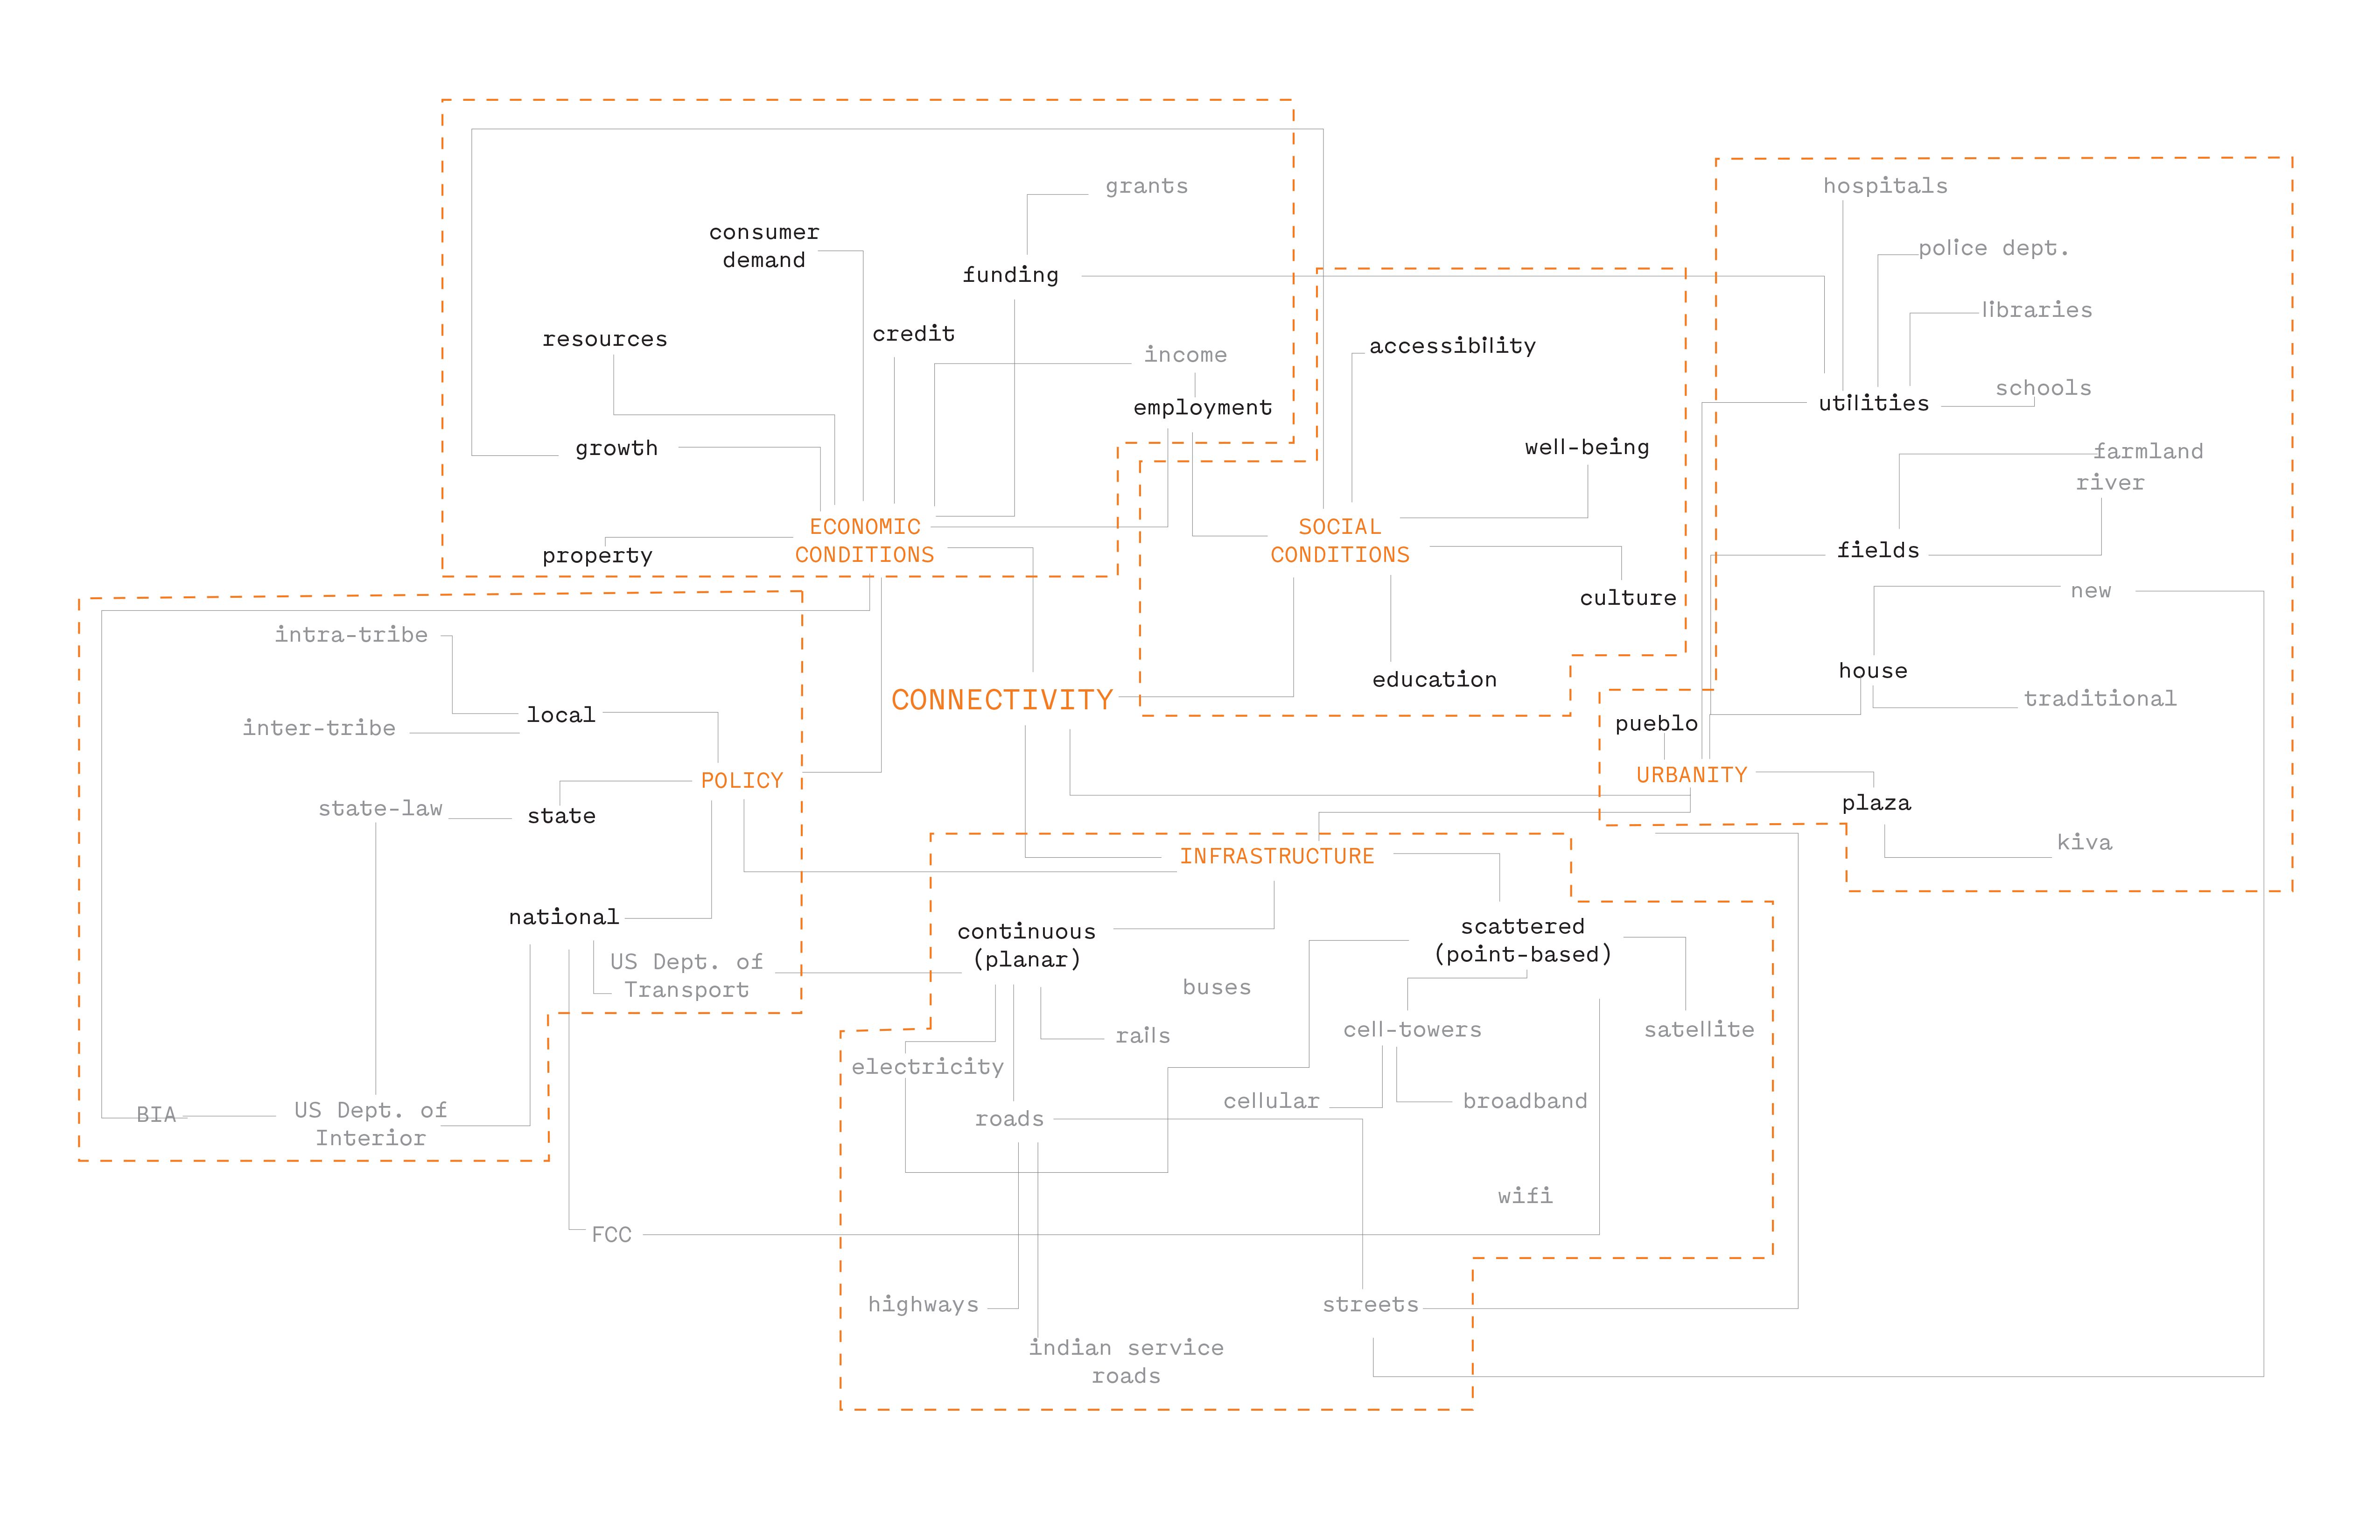 grants
consumer
demand
funding
resources
credit
income
employment
growth
ECONOMIC
CONDITIONS
property
accessibility
well-being
SOCIAL
CONDITIONS
culture
education
hospitals
police dept.
libraries
schools
utilities
farmland
river
fields
new
house
traditional
pueblo
URBANITY
plaza
kiva
CONNECTIVITY
intra-tribe
local
inter-tribe
POLICY
state-law
state
national
US Dept. of
Transport
BIA
US Dept. of
Interior
FCC
INFRASTRUCTURE
continuous
(planar)
scattered
(point-based)
buses
rails
cell-towers
satellite
electricity
cellular
broadband
roads
wifi
highways
streets
indian service
roads